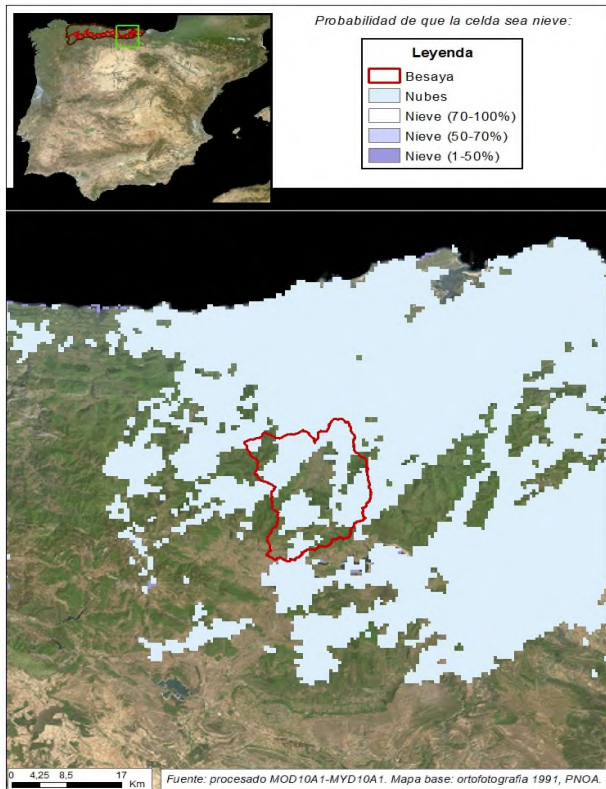 Probabilidad de que la celda sea nieve:
Leyenda
Besaya
Nubes
Nieve (70-100%)
Nieve (50-70%)
Nieve (1-50%)
0 4,25 8,5 17
Km
Fuente: procesado MOD10A1-MYD10A1. Mapa base: ortofotografia 1991, PNOA.